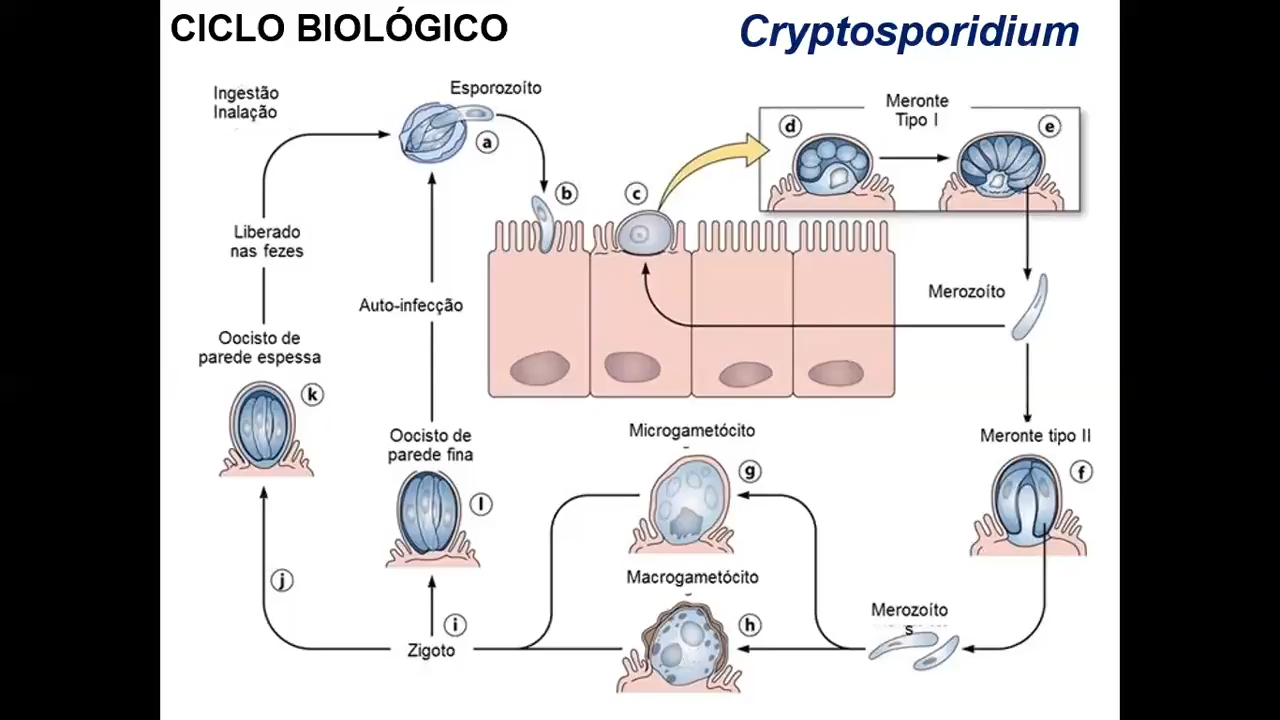 CICLO BIOLÓGICO
Cryptosporidium
Ingestão
Inalação
Esporozoíto
a
b
c
Meronte
Tipo I
d
e
Liberado
nas fezes
Auto-infecção
Merozoíto
Oocisto de
parede espessa
k
Oocisto de
parede fina
l
Microgametócito
g
Meronte tipo II
f
Macrogametócito
h
Merozoíto
s
j
i
Zigoto